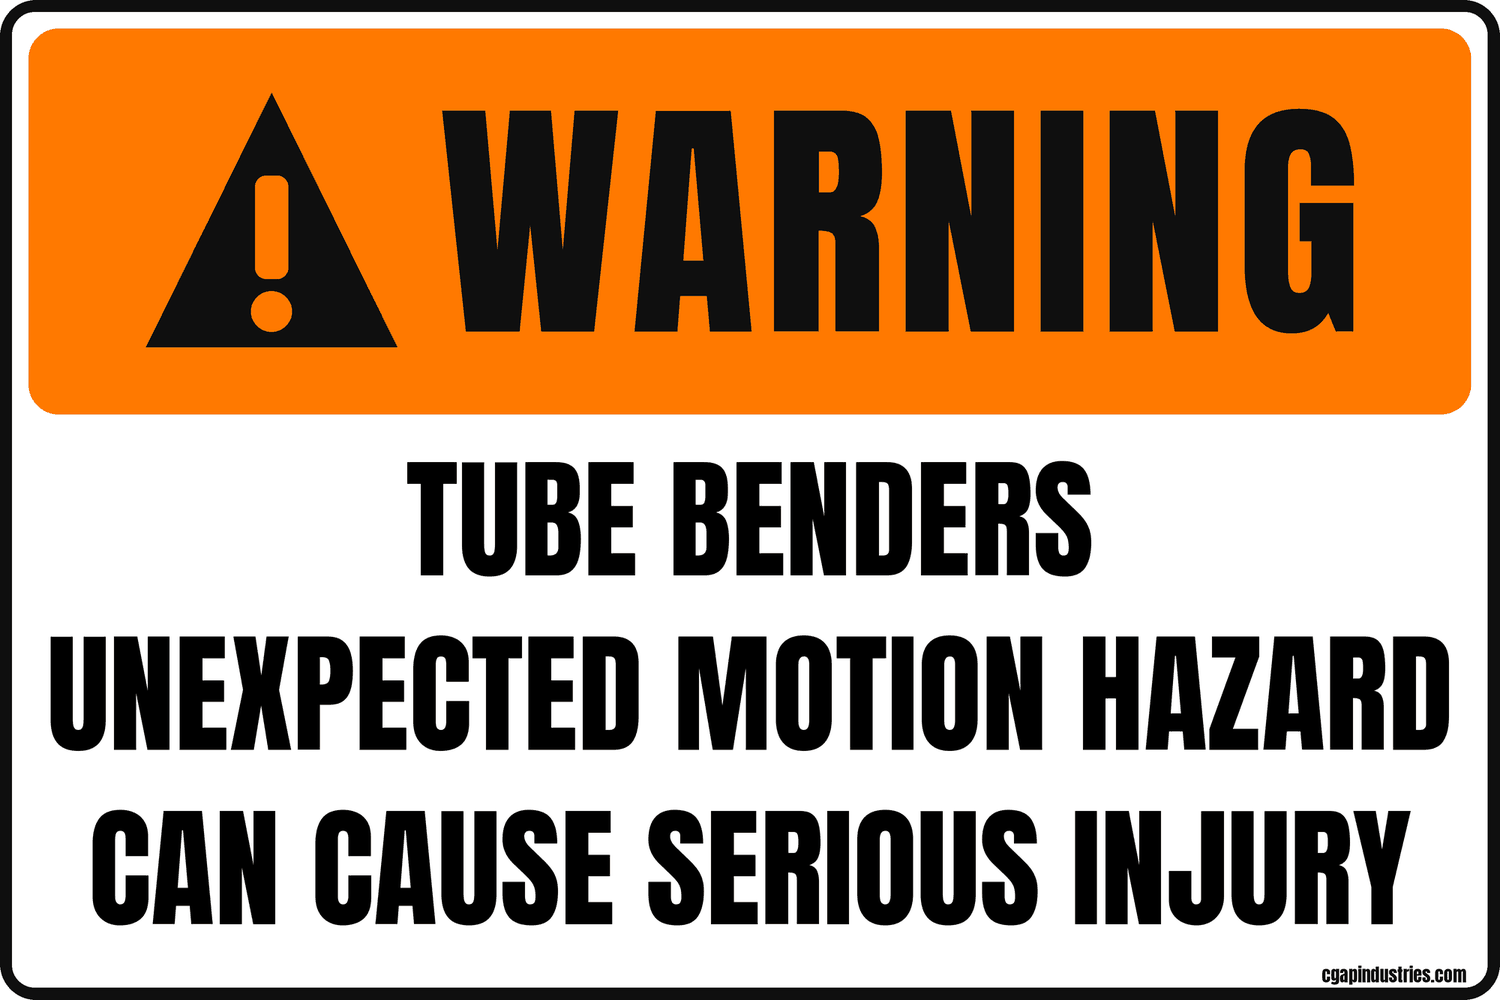 WARNING
TUBE BENDERS
UNEXPECTED MOTION HAZARD
CAN CAUSE SERIOUS INJURY
cgapindustries.com